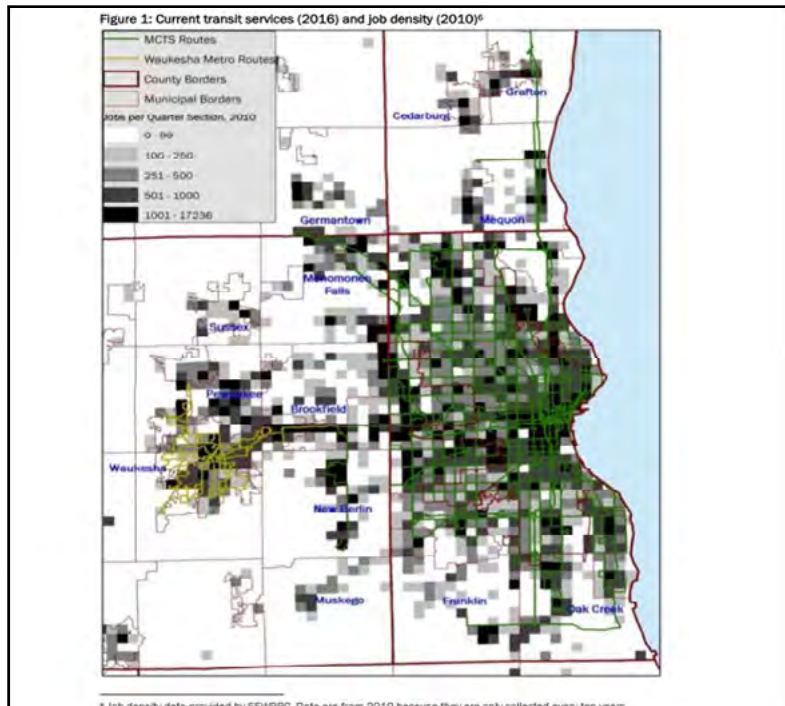 Figure 1: Current transit services (2016) and job density (2010)⁶
MCTS Routes
Waukesha Metro Routes
County Borders
Municipal Borders
Jobs per Quarter Section, 2010
0 - 99
100 - 250
251 - 500
501 - 1000
1001 - 17236
Grafton
Cedarburg
Germantown
Mequon
Menomonee
Falls
Sussex
Pewaukee
Brookfield
Waukesha
New Berlin
Muskego
Franklin
Oak Creek
⁶ Job density data provided by SEWRPC. Data are from 2010 because they are only collected every ten years.